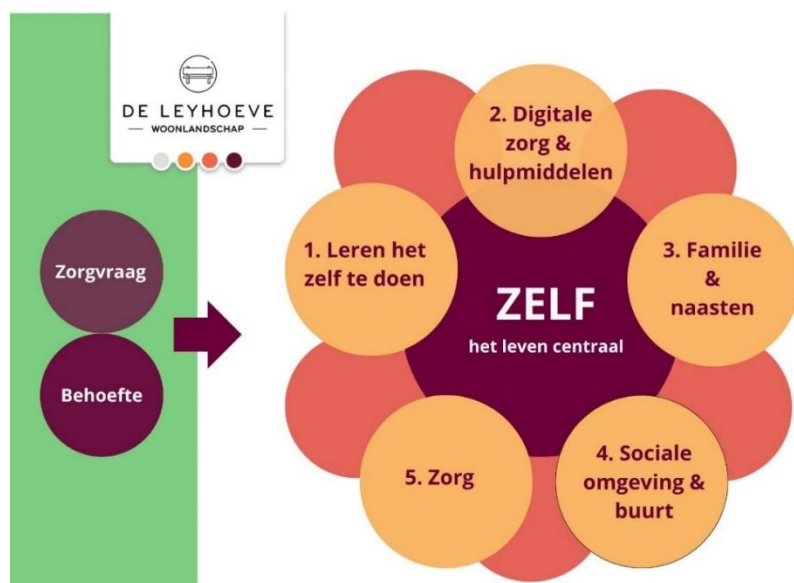 DE LEYHOEVE
WOONLANDSCHAP
Zorgvraag
Behoefte
1. Leren het
zelf te doen
2. Digitale
zorg &
hulpmiddelen
3. Familie
&
naasten
ZELF
het leven centraal
4. Sociale
omgeving &
buurt
5. Zorg